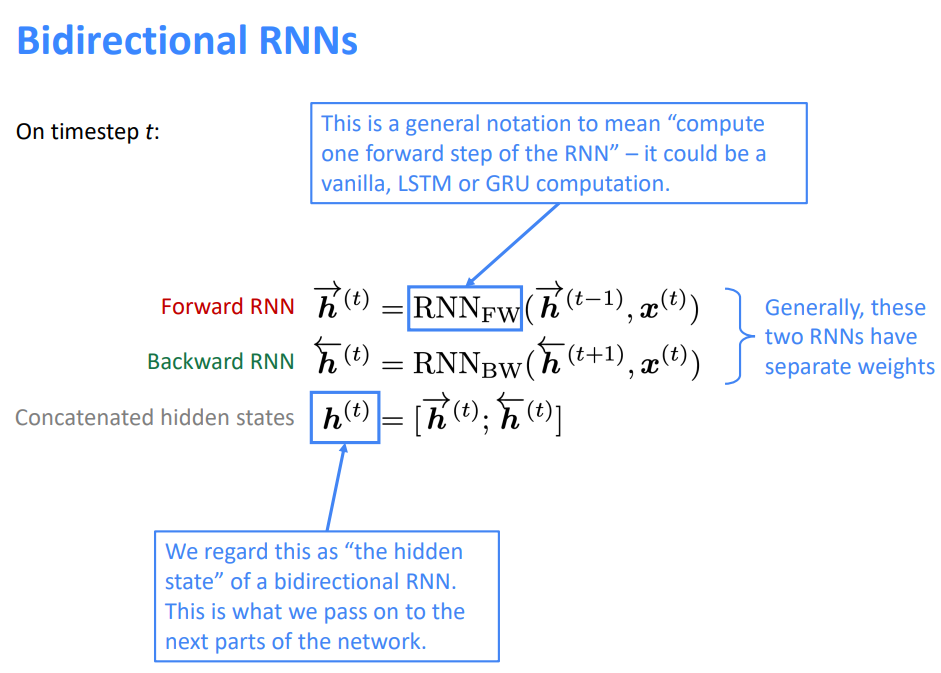 Bidirectional RNNs
On timestep t:
This is a general notation to mean “compute
one forward step of the RNN” – it could be a
vanilla, LSTM or GRU computation.
Forward RNN $\overrightarrow{\boldsymbol{h}}^{(t)} = \mathrm{RNN}_{\mathrm{FW}}(\overrightarrow{\boldsymbol{h}}^{(t-1)}, \boldsymbol{x}^{(t)})$
Backward RNN $\overleftarrow{\boldsymbol{h}}^{(t)} = \mathrm{RNN}_{\mathrm{BW}}(\overleftarrow{\boldsymbol{h}}^{(t+1)}, \boldsymbol{x}^{(t)})$
Concatenated hidden states $\boldsymbol{h}^{(t)} = [\overrightarrow{\boldsymbol{h}}^{(t)}; \overleftarrow{\boldsymbol{h}}^{(t)}]$
Generally, these
two RNNs have
separate weights
We regard this as “the hidden
state” of a bidirectional RNN.
This is what we pass on to the
next parts of the network.